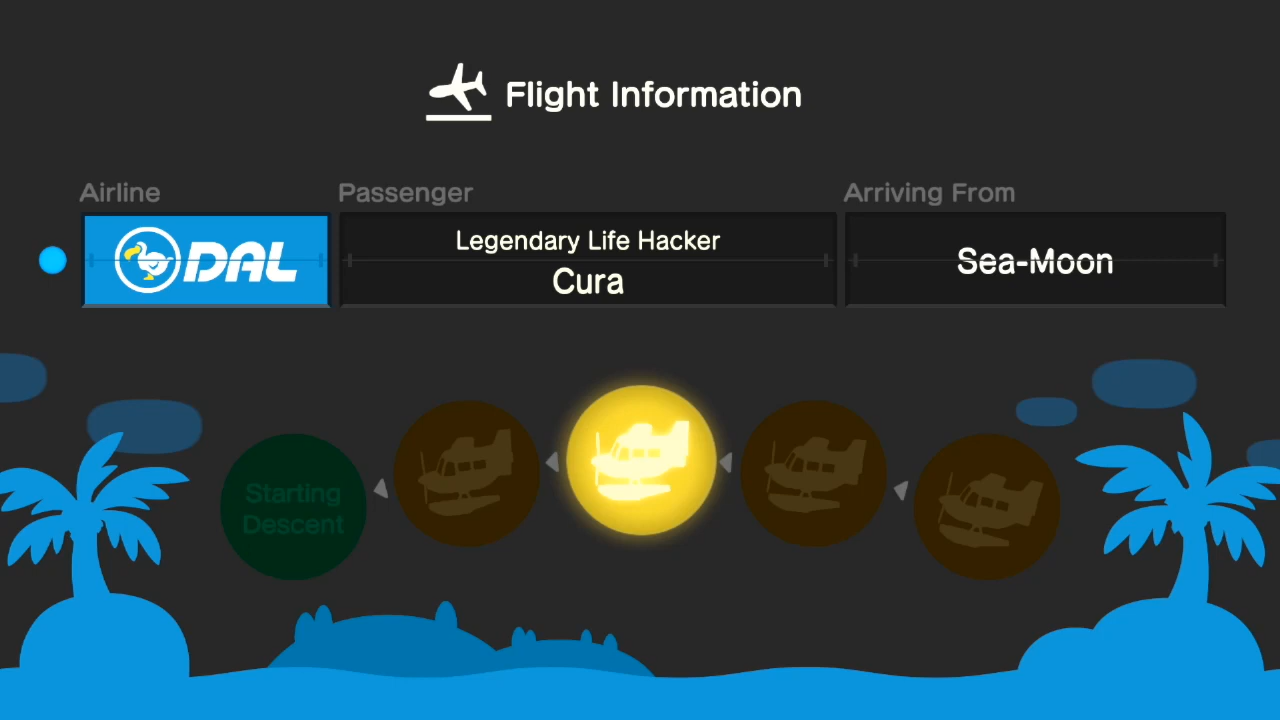 Flight Information
Airline
Passenger
Arriving From
DAL
Legendary Life Hacker
Cura
Sea-Moon
Starting
Descent